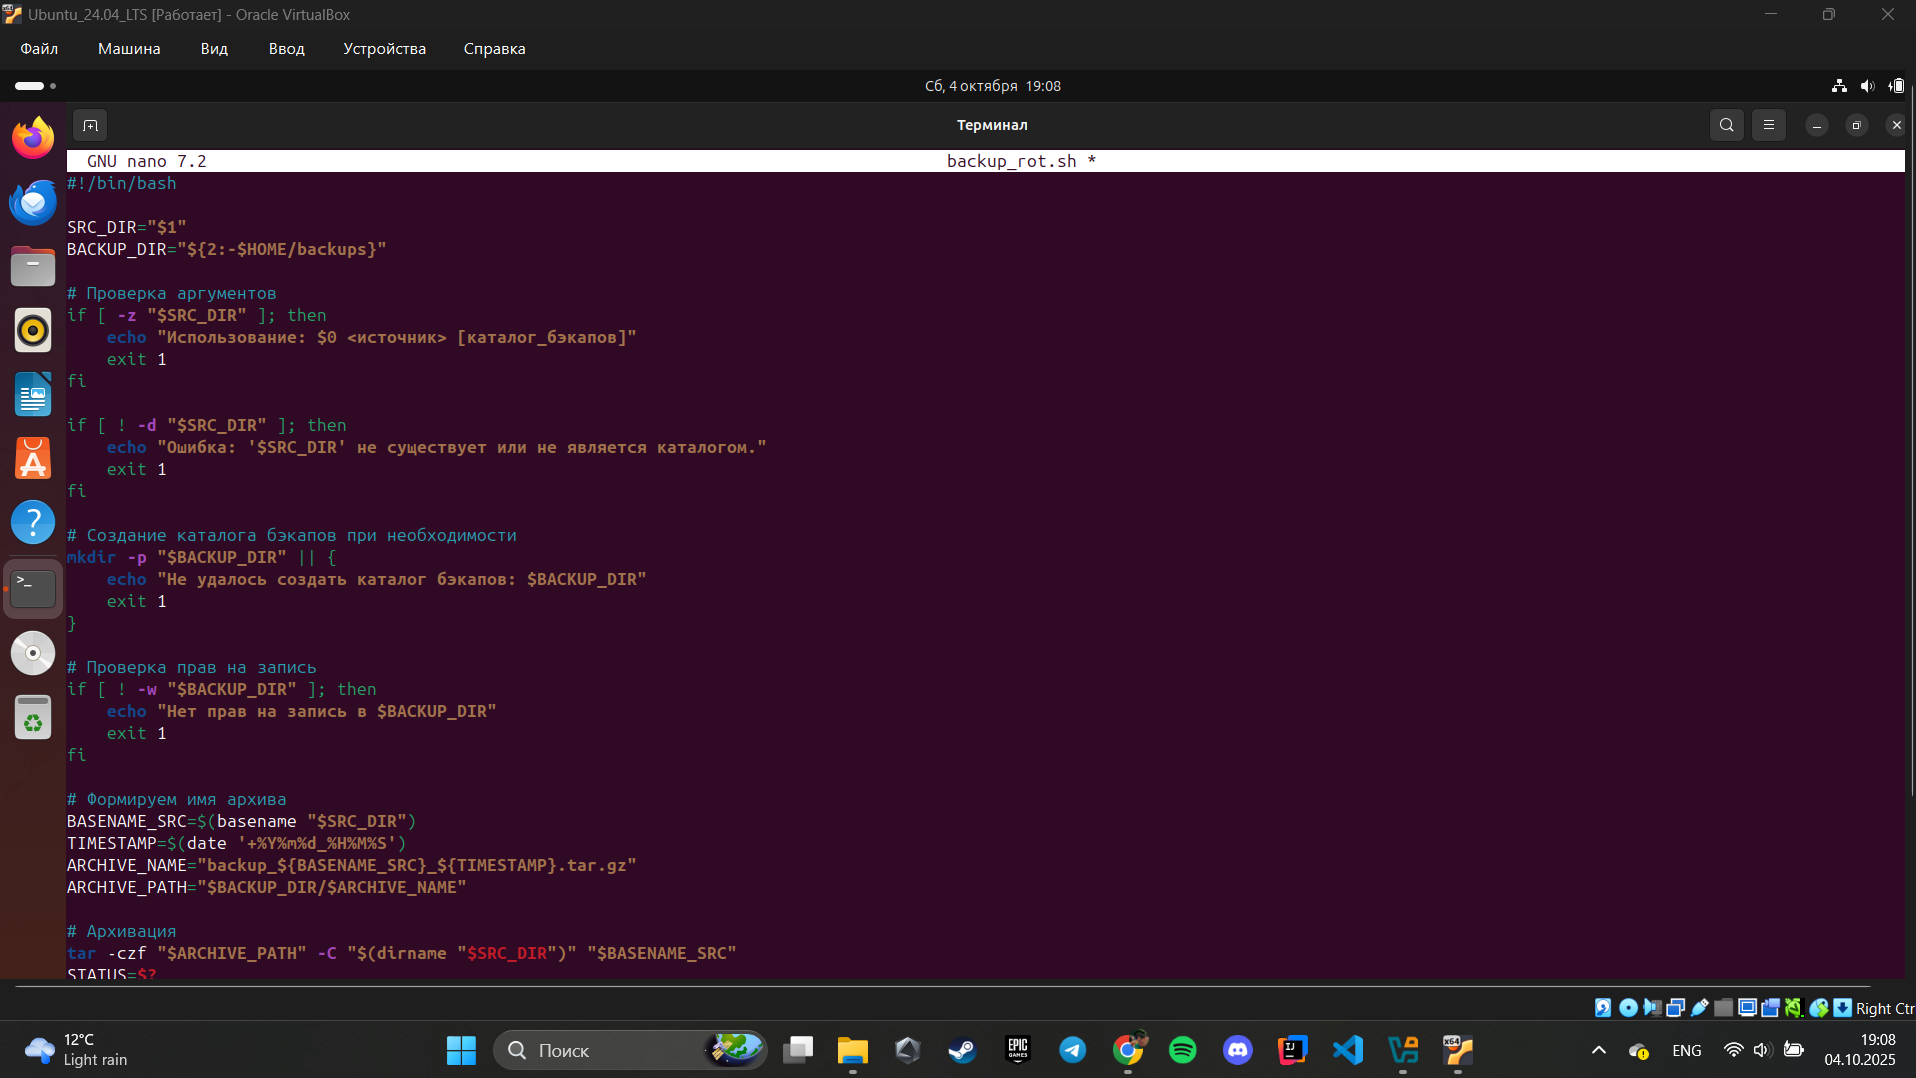 Ubuntu_24.04_LTS [Работает] - Oracle VirtualBox
Файл Машина Вид Ввод Устройства Справка
Сб, 4 октября 19:08
Терминал
GNU nano 7.2 backup_rot.sh *
#!/bin/bash
SRC_DIR="$1"
BACKUP_DIR="${2:-$HOME/backups}"
# Проверка аргументов
if [ -z "$SRC_DIR" ]; then
echo "Использование: $0 <источник> [каталог_бэкапов]"
exit 1
fi
if [ ! -d "$SRC_DIR" ]; then
echo "Ошибка: '$SRC_DIR' не существует или не является каталогом."
exit 1
fi
# Создание каталога бэкапов при необходимости
mkdir -p "$BACKUP_DIR" || {
echo "Не удалось создать каталог бэкапов: $BACKUP_DIR"
exit 1
}
# Проверка прав на запись
if [ ! -w "$BACKUP_DIR" ]; then
echo "Нет прав на запись в $BACKUP_DIR"
exit 1
fi
# Формируем имя архива
BASENAME_SRC=$(basename "$SRC_DIR")
TIMESTAMP=$(date '+%Y%m%d_%H%M%S')
ARCHIVE_NAME="backup_${BASENAME_SRC}_${TIMESTAMP}.tar.gz"
ARCHIVE_PATH="$BACKUP_DIR/$ARCHIVE_NAME"
# Архивация
tar -czf "$ARCHIVE_PATH" -C "$(dirname "$SRC_DIR")" "$BASENAME_SRC"
STATUS=$?
Right Ctr
12°C
Light rain
Поиск
EPIC
GAMES
IJ
x64
ENG
19:08
04.10.2025